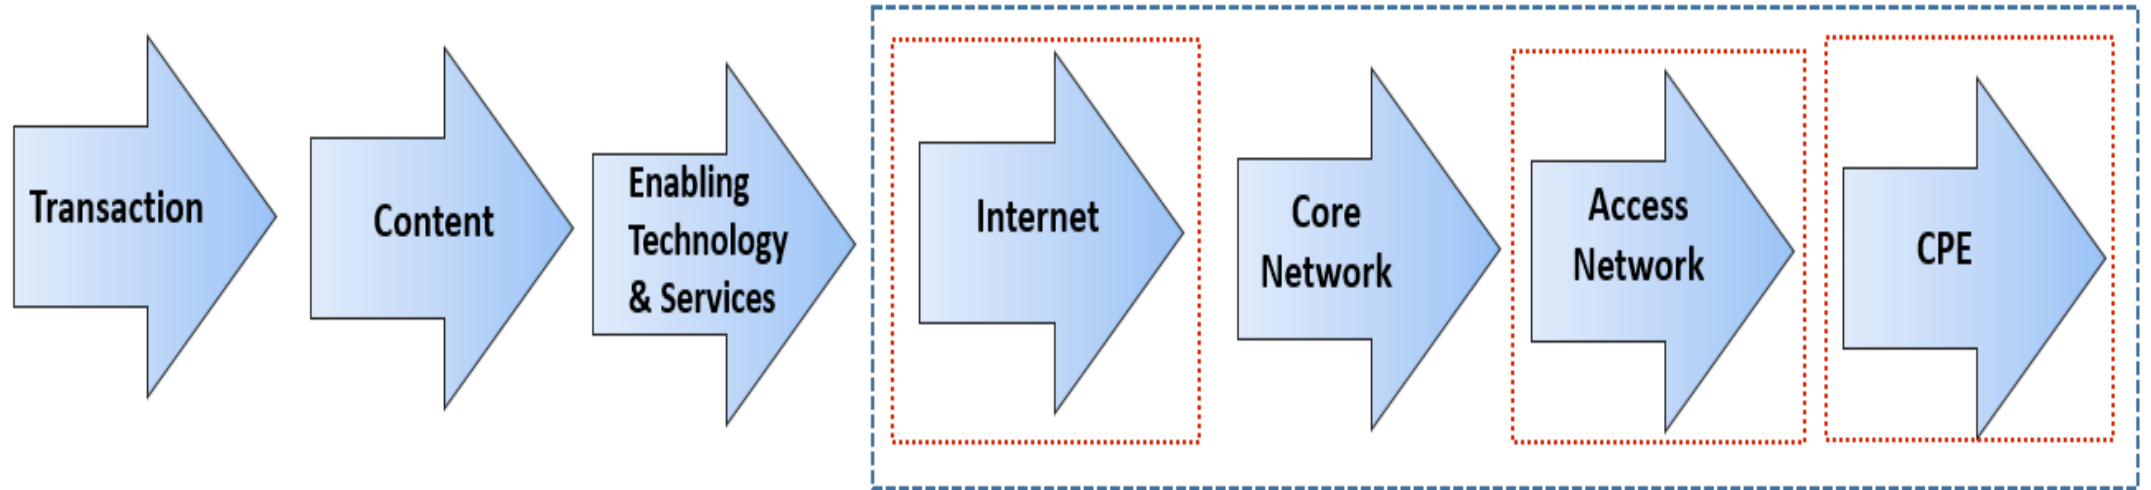 Transaction
Content
Enabling
Technology
& Services
Internet
Core
Network
Access
Network
CPE